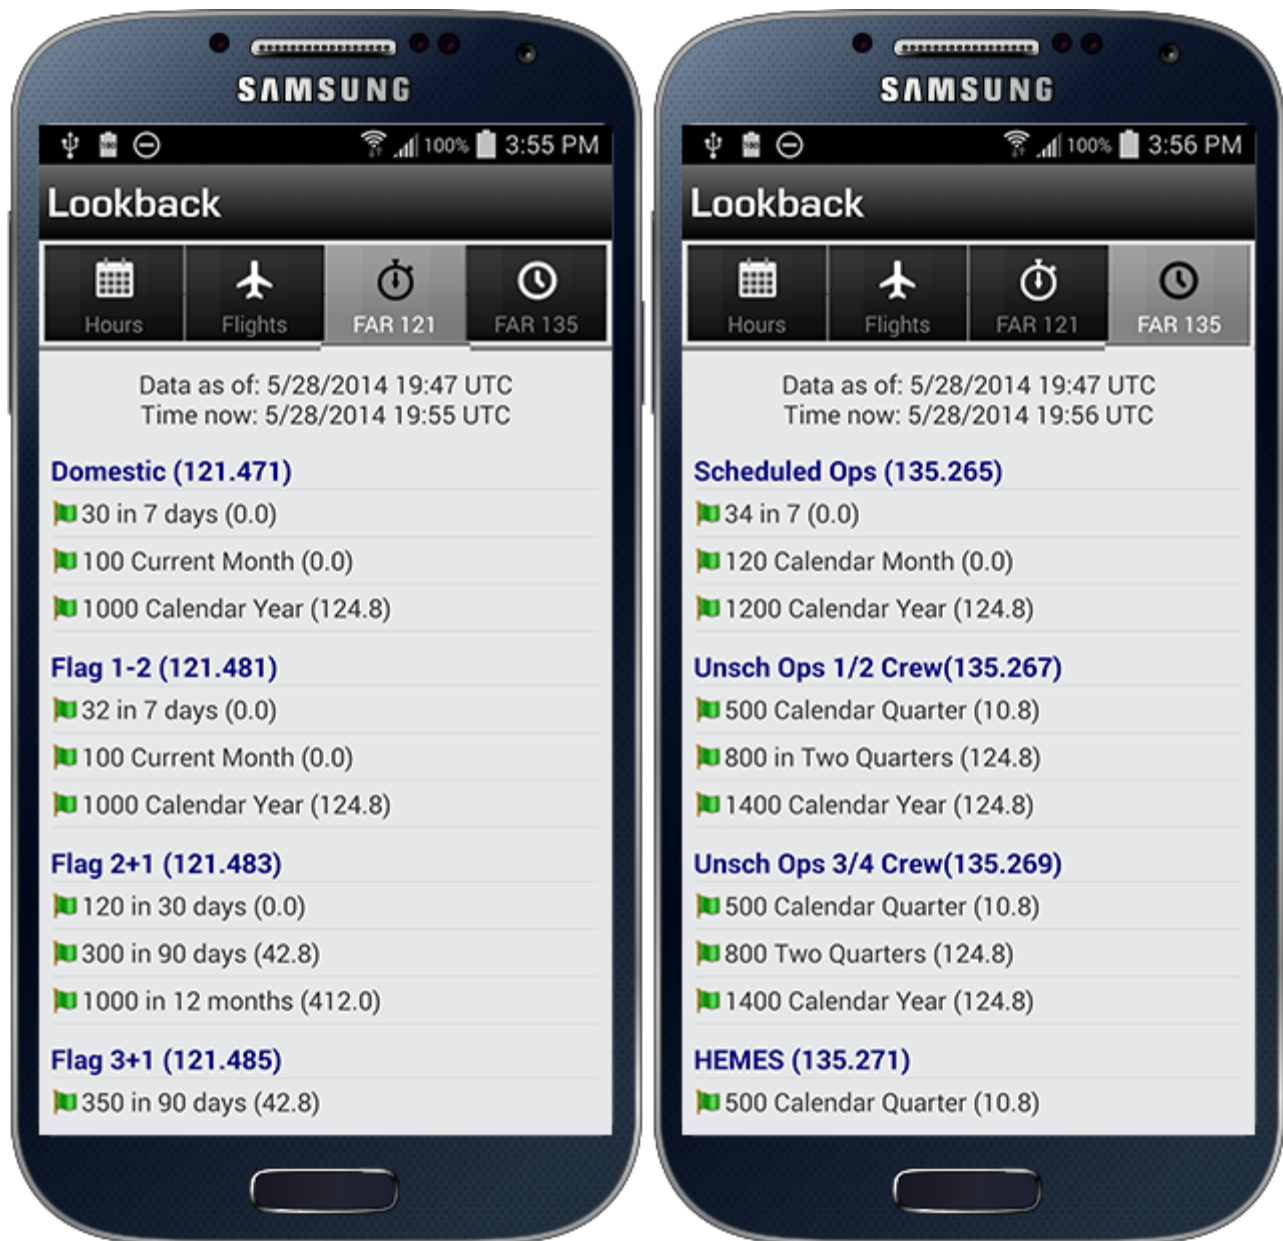 SAMSUNG
100 100% 3:55 PM
Lookback
Hours Flights FAR 121 FAR 135
Data as of: 5/28/2014 19:47 UTC
Time now: 5/28/2014 19:55 UTC
Domestic (121.471)
30 in 7 days (0.0)
100 Current Month (0.0)
1000 Calendar Year (124.8)
Flag 1-2 (121.481)
32 in 7 days (0.0)
100 Current Month (0.0)
1000 Calendar Year (124.8)
Flag 2+1 (121.483)
120 in 30 days (0.0)
300 in 90 days (42.8)
1000 in 12 months (412.0)
Flag 3+1 (121.485)
350 in 90 days (42.8)
SAMSUNG
100 100% 3:56 PM
Lookback
Hours Flights FAR 121 FAR 135
Data as of: 5/28/2014 19:47 UTC
Time now: 5/28/2014 19:56 UTC
Scheduled Ops (135.265)
34 in 7 (0.0)
120 Calendar Month (0.0)
1200 Calendar Year (124.8)
Unsch Ops 1/2 Crew(135.267)
500 Calendar Quarter (10.8)
800 in Two Quarters (124.8)
1400 Calendar Year (124.8)
Unsch Ops 3/4 Crew(135.269)
500 Calendar Quarter (10.8)
800 Two Quarters (124.8)
1400 Calendar Year (124.8)
HEMES (135.271)
500 Calendar Quarter (10.8)